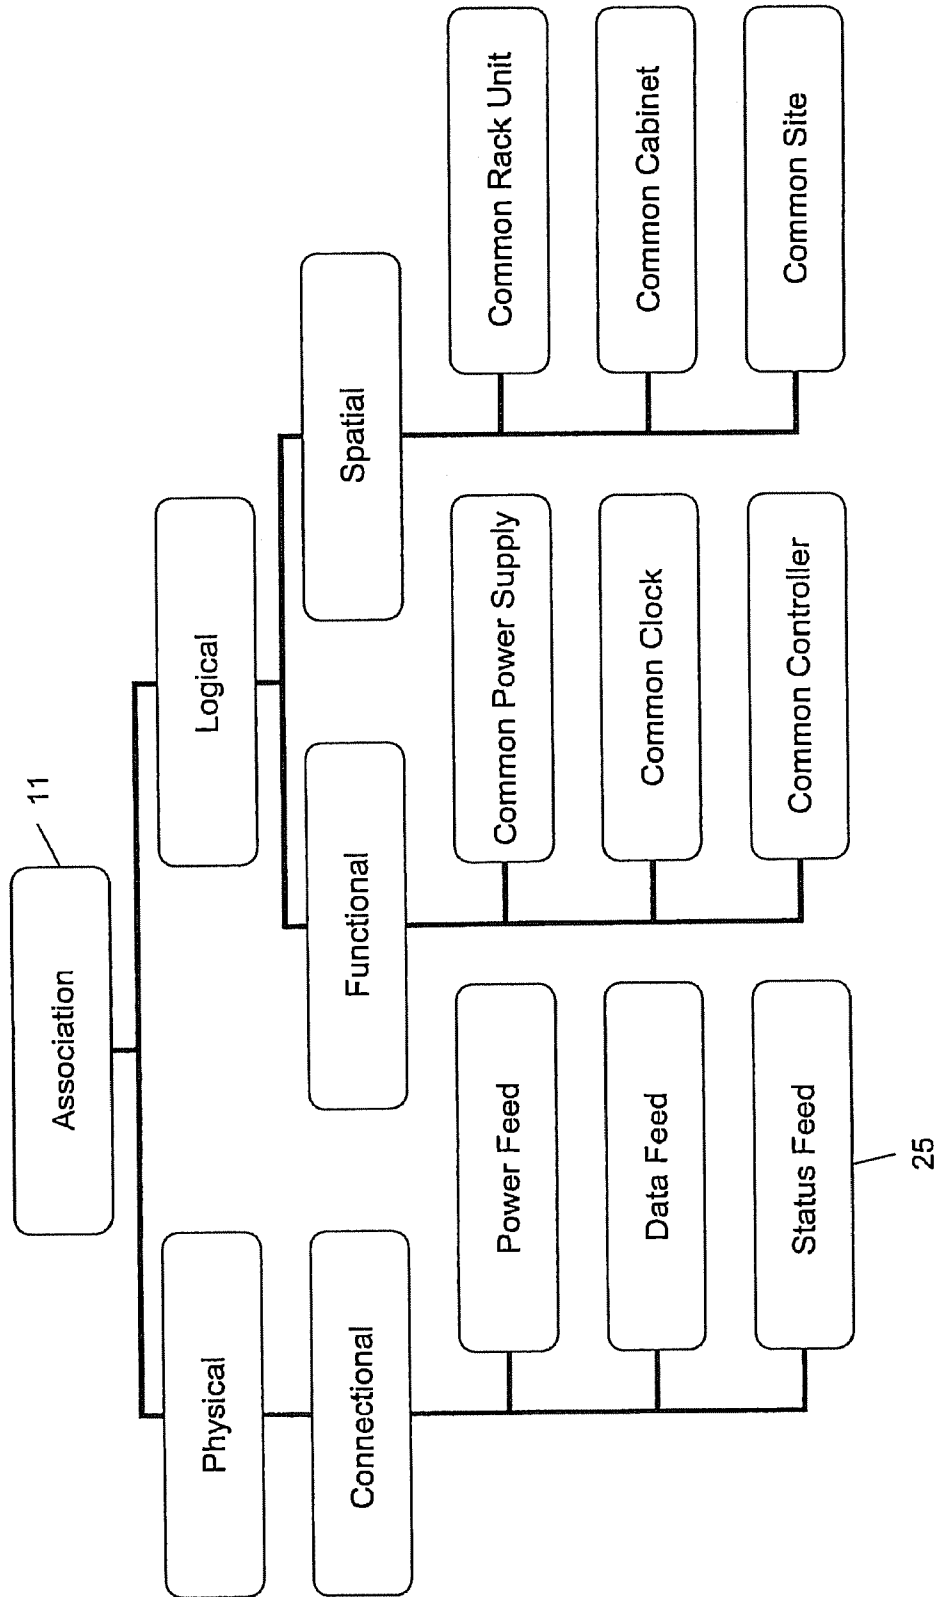 Association
11
Physical
Logical
Connectional
Functional
Spatial
Power Feed
Common Power Supply
Common Rack Unit
Data Feed
Common Clock
Common Cabinet
Status Feed
Common Controller
Common Site
25